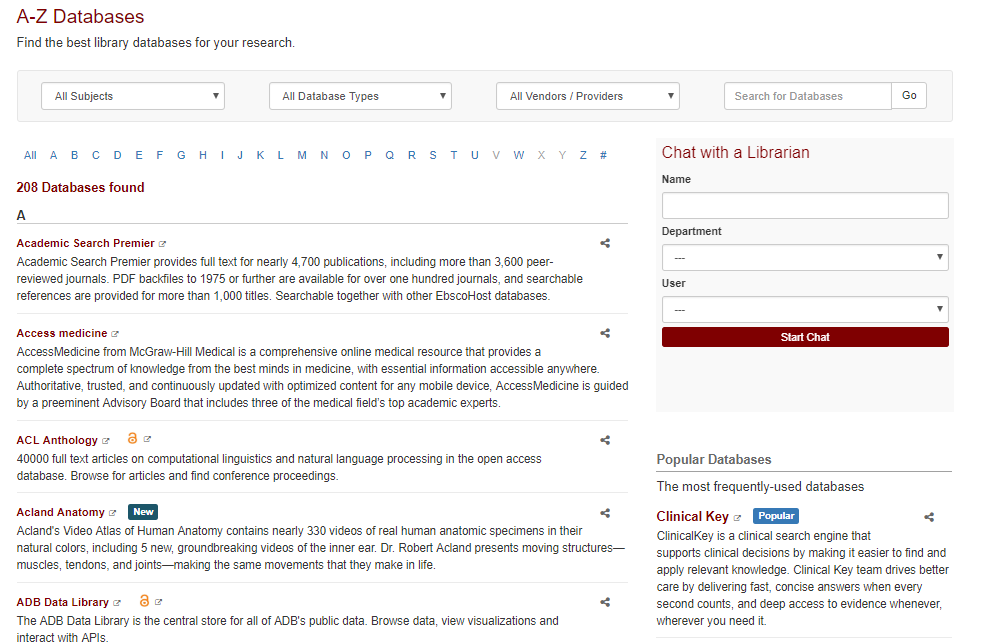 A-Z Databases
Find the best library databases for your research.
All Subjects
All Database Types
All Vendors / Providers
Search for Databases
Go
All A B C D E F G H I J K L M N O P Q R S T U V W X Y Z #
208 Databases found
A
Academic Search Premier
Academic Search Premier provides full text for nearly 4,700 publications, including more than 3,600 peer-
reviewed journals. PDF backfiles to 1975 or further are available for over one hundred journals, and searchable
references are provided for more than 1,000 titles. Searchable together with other EbscoHost databases.
Access medicine
AccessMedicine from McGraw-Hill Medical is a comprehensive online medical resource that provides a
complete spectrum of knowledge from the best minds in medicine, with essential information accessible anywhere.
Authoritative, trusted, and continuously updated with optimized content for any mobile device, AccessMedicine is guided
by a preeminent Advisory Board that includes three of the medical field's top academic experts.
ACL Anthology
40000 full text articles on computational linguistics and natural language processing in the open access
database. Browse for articles and find conference proceedings.
Acland Anatomy New
Acland's Video Atlas of Human Anatomy contains nearly 330 videos of real human anatomic specimens in their
natural colors, including 5 new, groundbreaking videos of the inner ear. Dr. Robert Acland presents moving structures—
muscles, tendons, and joints—making the same movements that they make in life.
ADB Data Library
The ADB Data Library is the central store for all of ADB's public data. Browse data, view visualizations and
interact with APIs.
Chat with a Librarian
Name
Department
---
User
---
Start Chat
Popular Databases
The most frequently-used databases
Clinical Key Popular
ClinicalKey is a clinical search engine that
supports clinical decisions by making it easier to find and
apply relevant knowledge. Clinical Key team drives better
care by delivering fast, concise answers when every
second counts, and deep access to evidence whenever,
wherever you need it.